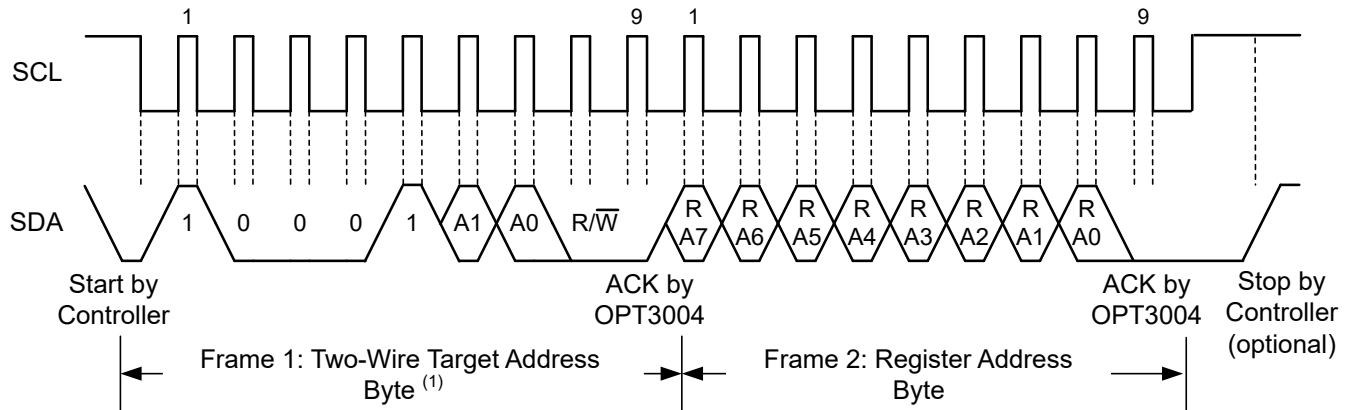 1 9 1 9
SCL
SDA
1 0 0 0 1 A1 A0 R/W̅ R A7 R A6 R A5 R A4 R A3 R A2 R A1 R A0
Start by
Controller
ACK by
OPT3004
ACK by
OPT3004
Stop by
Controller
(optional)
Frame 1: Two-Wire Target Address
Byte (1)
Frame 2: Register Address
Byte